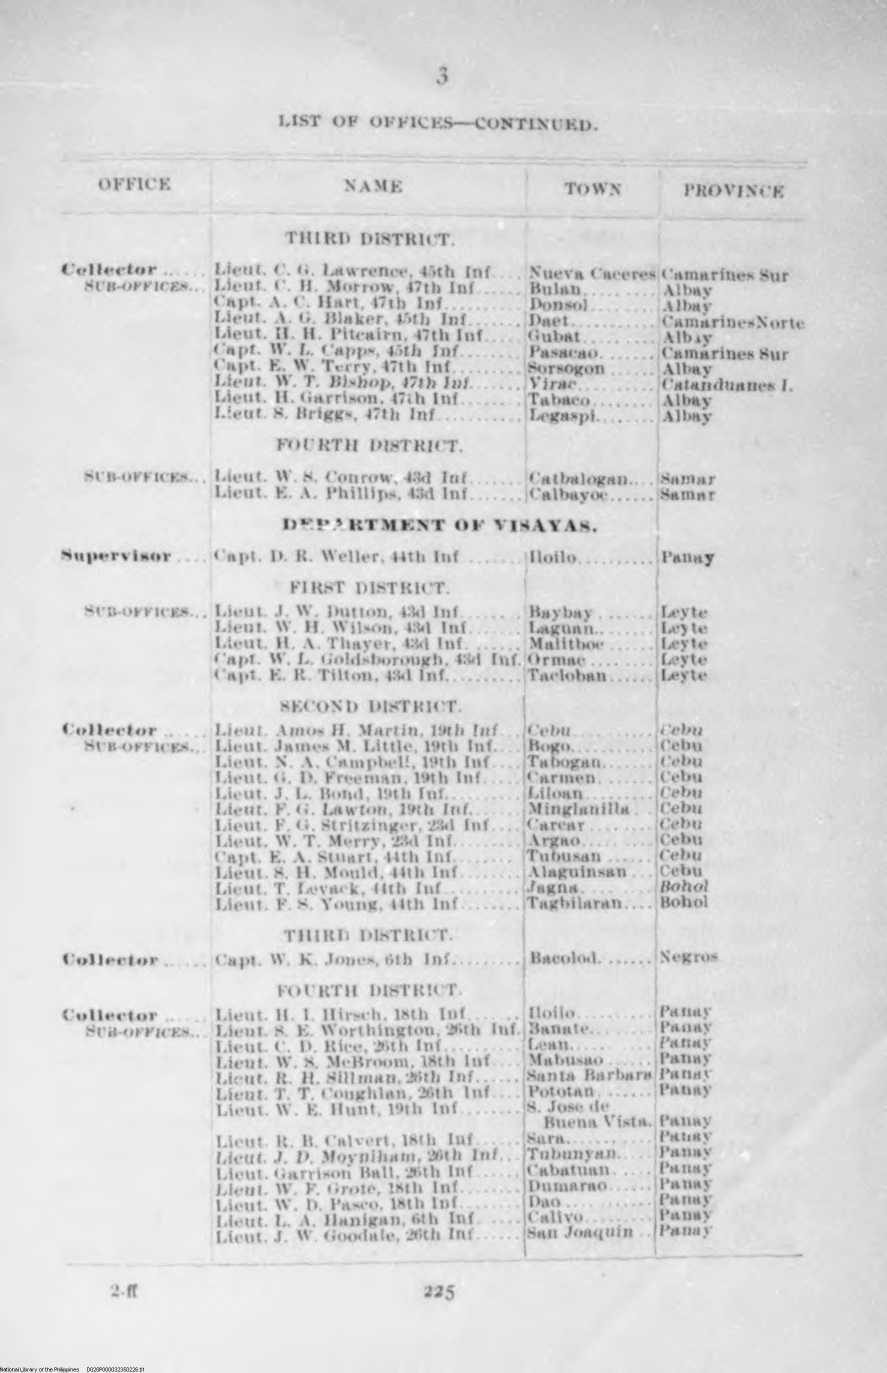 3
LIST OF OFFICES—CONTINUED.
OFFICE NAME TOWN PROVINCE
THIRD DISTRICT.
Collector ...... Lieut. C. G. Lawrence, 45th Inf.... Nueva Caceres Camarines Sur
SUB-OFFICES... Lieut. C. H. Morrow, 47th Inf...... Bulan......... Albay
Capt. A. C. Hart, 47th Inf........ Donsol........ Albay
Lieut. A. G. Blaker, 45th Inf....... Daet........... CamarinesNorte
Lieut. H. H. Pitcairn, 47th Inf.... Gubat......... Albay
Capt. W. L. Capps, 45th Inf....... Pasacao....... Camarines Sur
Capt. E. W. Terry, 47th Inf........ Sorsogon ...... Albay
Lieut. W. T. Bishop, 47th Inf...... Virac.......... Catanduanes I.
Lieut. H. Garrison, 47th Inf....... Tabaco........ Albay
Lieut. S. Briggs, 47th Inf.......... Legaspi........ Albay
FOURTH DISTRICT.
SUB-OFFICES... Lieut. W. S. Conrow, 43d Inf...... Catbalogan.... Samar
Lieut. E. A. Phillips, 43d Inf....... Calbayoc...... Samar
DEPARTMENT OF VISAYAS.
Supervisor .... Capt. D. R. Weller, 44th Inf ...... Iloilo.......... Panay
FIRST DISTRICT.
SUB-OFFICES... Lieut. J. W. Dutton, 43d Inf...... Baybay ....... Leyte
Lieut. W. H. Wilson, 43d Inf...... Laguan........ Leyte
Lieut. H. A. Thayer, 43d Inf. ...... Malitboc ...... Leyte
Capt. W. L. Goldsborough, 43d Inf. Ormac ........ Leyte
Capt. E. R. Tilton, 43d Inf......... Tacloban...... Leyte
SECOND DISTRICT.
Collector ...... Lieut. Amos H. Martin, 19th Inf... Cebu.......... Cebu
SUB-OFFICES... Lieut. James M. Little, 19th Inf.... Bogo.......... Cebu
Lieut. N. A. Campbell, 19th Inf.... Tabogan....... Cebu
Lieut. G. D. Freeman, 19th Inf.... Carmen........ Cebu
Lieut. J. L. Bond, 19th Inf......... Liloan......... Cebu
Lieut. F. G. Lawton, 19th Inf...... Minglanilla . . Cebu
Lieut. F. G. Stritzinger, 23d Inf.... Carcar ........ Cebu
Lieut. W. T. Merry, 23d Inf........ Argao......... Cebu
Capt. E. A. Stuart, 44th Inf........ Tubusan ...... Cebu
Lieut. S. H. Mould, 44th Inf....... Alaguinsan ... Cebu
Lieut. T. Levack, 44th Inf ......... Jagna.......... Bohol
Lieut. F. S. Young, 44th Inf........ Tagbilaran.... Bohol
THIRD DISTRICT.
Collector ...... Capt. W. K. Jones, 6th Inf......... Bacolod. ...... Negros
FOURTH DISTRICT.
Collector ...... Lieut. H. I. Hirsch, 18th Inf....... Iloilo.......... Panay
SUB-OFFICES... Lieut. S. E. Worthington, 26th Inf. Banate......... Panay
Lieut. C. D. Rice, 26th Inf.......... Lean........... Panay
Lieut. W. S. McBroom, 18th Inf.... Mabusao ...... Panay
Lieut. R. H. Sillman, 26th Inf...... Santa Barbara Panay
Lieut. T. T. Coughlan, 26th Inf.... Pototan........ Panay
Lieut. W. E. Hunt, 19th Inf........ S. Jose de
Buena Vista. Panay
Lieut. R. B. Calvert, 18th Inf...... Sara........... Panay
Lieut. J. D. Moyniham, 26th Inf... Tubunyan..... Panay
Lieut. Garrison Ball, 26th Inf...... Cabatuan...... Panay
Lieut. W. F. Grote, 18th Inf........ Dumarao...... Panay
Lieut. W. D. Pasco, 18th Inf....... Dao ........... Panay
Lieut. L. A. Hanigan, 6th Inf...... Calivo......... Panay
Lieut. J. W. Goodale, 26th Inf...... San Joaquin .. Panay
2-ff 225
National Library of the Philippines